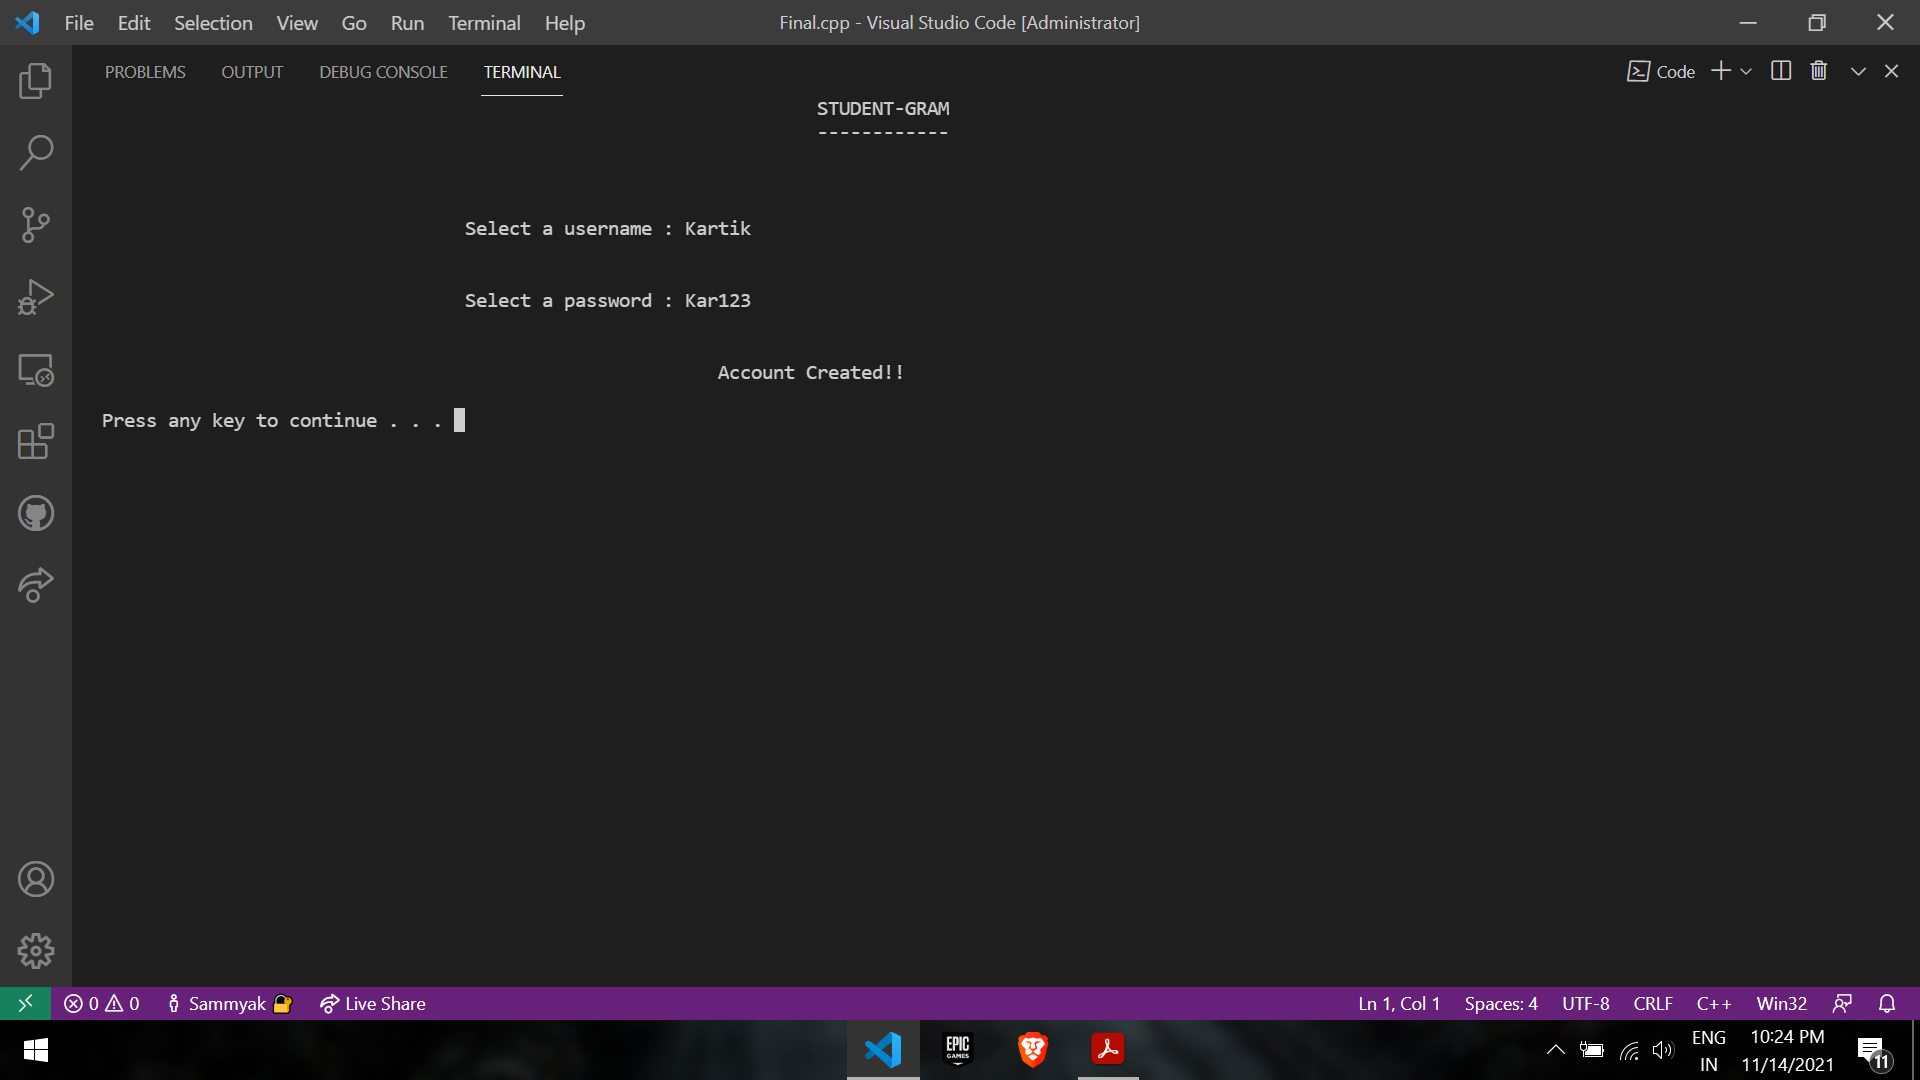 File Edit Selection View Go Run Terminal Help Final.cpp - Visual Studio Code [Administrator]
PROBLEMS OUTPUT DEBUG CONSOLE TERMINAL Code
STUDENT-GRAM
------------
Select a username : Kartik
Select a password : Kar123
Account Created!!
Press any key to continue . . .
0 0 Sammyak Live Share Ln 1, Col 1 Spaces: 4 UTF-8 CRLF C++ Win32
EPIC GAMES
ENG 10:24 PM
IN 11/14/2021 11